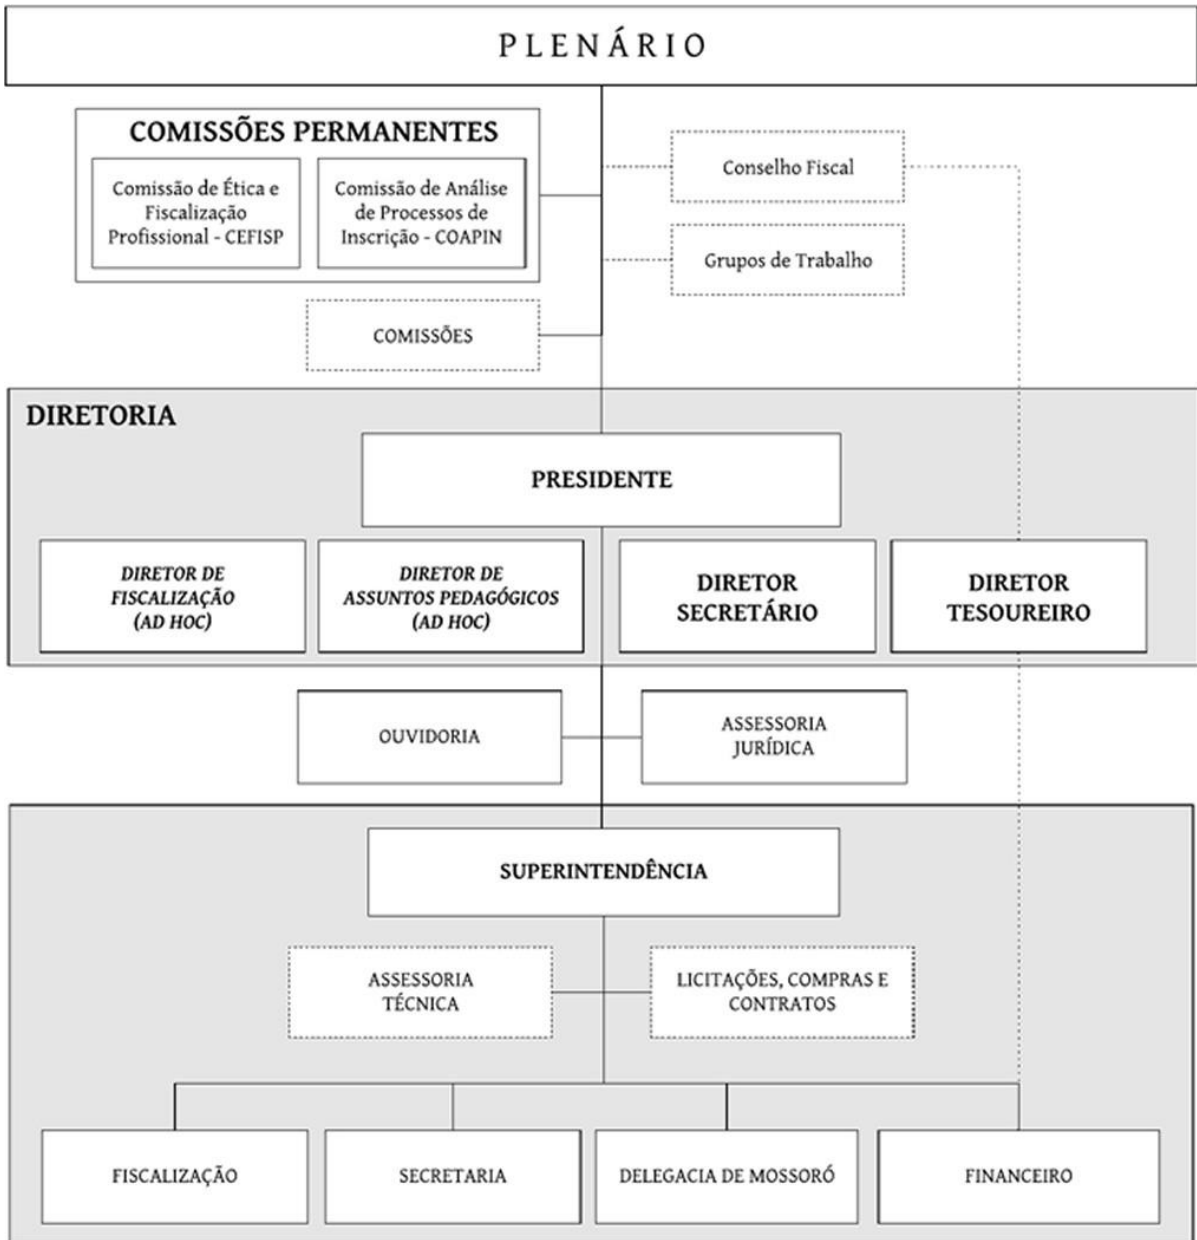 PLENÁRIO
COMISSÕES PERMANENTES
Comissão de Ética e
Fiscalização
Profissional - CEFISP
Comissão de Análise
de Processos de
Inscrição - COAPIN
Conselho Fiscal
Grupos de Trabalho
COMISSÕES
DIRETORIA
PRESIDENTE
DIRETOR DE
FISCALIZAÇÃO
(AD HOC)
DIRETOR DE
ASSUNTOS PEDAGÓGICOS
(AD HOC)
DIRETOR
SECRETÁRIO
DIRETOR
TESOUREIRO
OUVIDORIA
ASSESSORIA
JURÍDICA
SUPERINTENDÊNCIA
ASSESSORIA
TÉCNICA
LICITAÇÕES, COMPRAS E
CONTRATOS
FISCALIZAÇÃO
SECRETARIA
DELEGACIA DE MOSSORÓ
FINANCEIRO